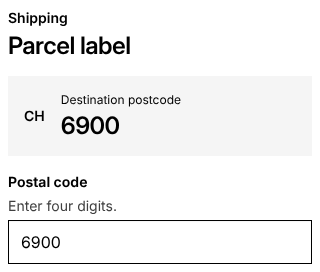 Shipping
Parcel label
Destination postcode
CH
6900
Postal code
Enter four digits.
6900